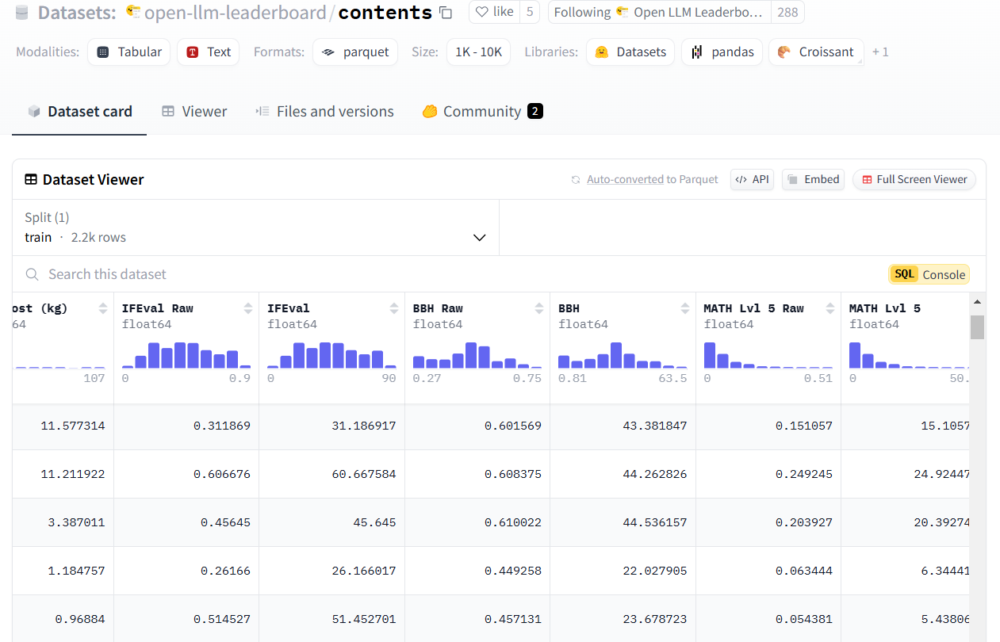 Datasets: open-llm-leaderboard/contents like 5 Following Open LLM Leaderbo… 288
Modalities: Tabular Text Formats: parquet Size: 1K - 10K Libraries: Datasets pandas Croissant + 1
Dataset card Viewer Files and versions Community 2
Dataset Viewer Auto-converted to Parquet </> API Embed Full Screen Viewer
Split (1)
train · 2.2k rows
Search this dataset SQL Console
ost (kg) IFEval Raw IFEval BBH Raw BBH MATH Lvl 5 Raw MATH Lvl 5
64 float64 float64 float64 float64 float64 float64
107 0 0.9 0 90 0.27 0.75 0.81 63.5 0 0.51 0 50.
11.577314 0.311869 31.186917 0.601569 43.381847 0.151057 15.1057
11.211922 0.606676 60.667584 0.608375 44.262826 0.249245 24.92447
3.387011 0.45645 45.645 0.610022 44.536157 0.203927 20.39274
1.184757 0.26166 26.166017 0.449258 22.027905 0.063444 6.34441
0.96884 0.514527 51.452701 0.457131 23.678723 0.054381 5.43806